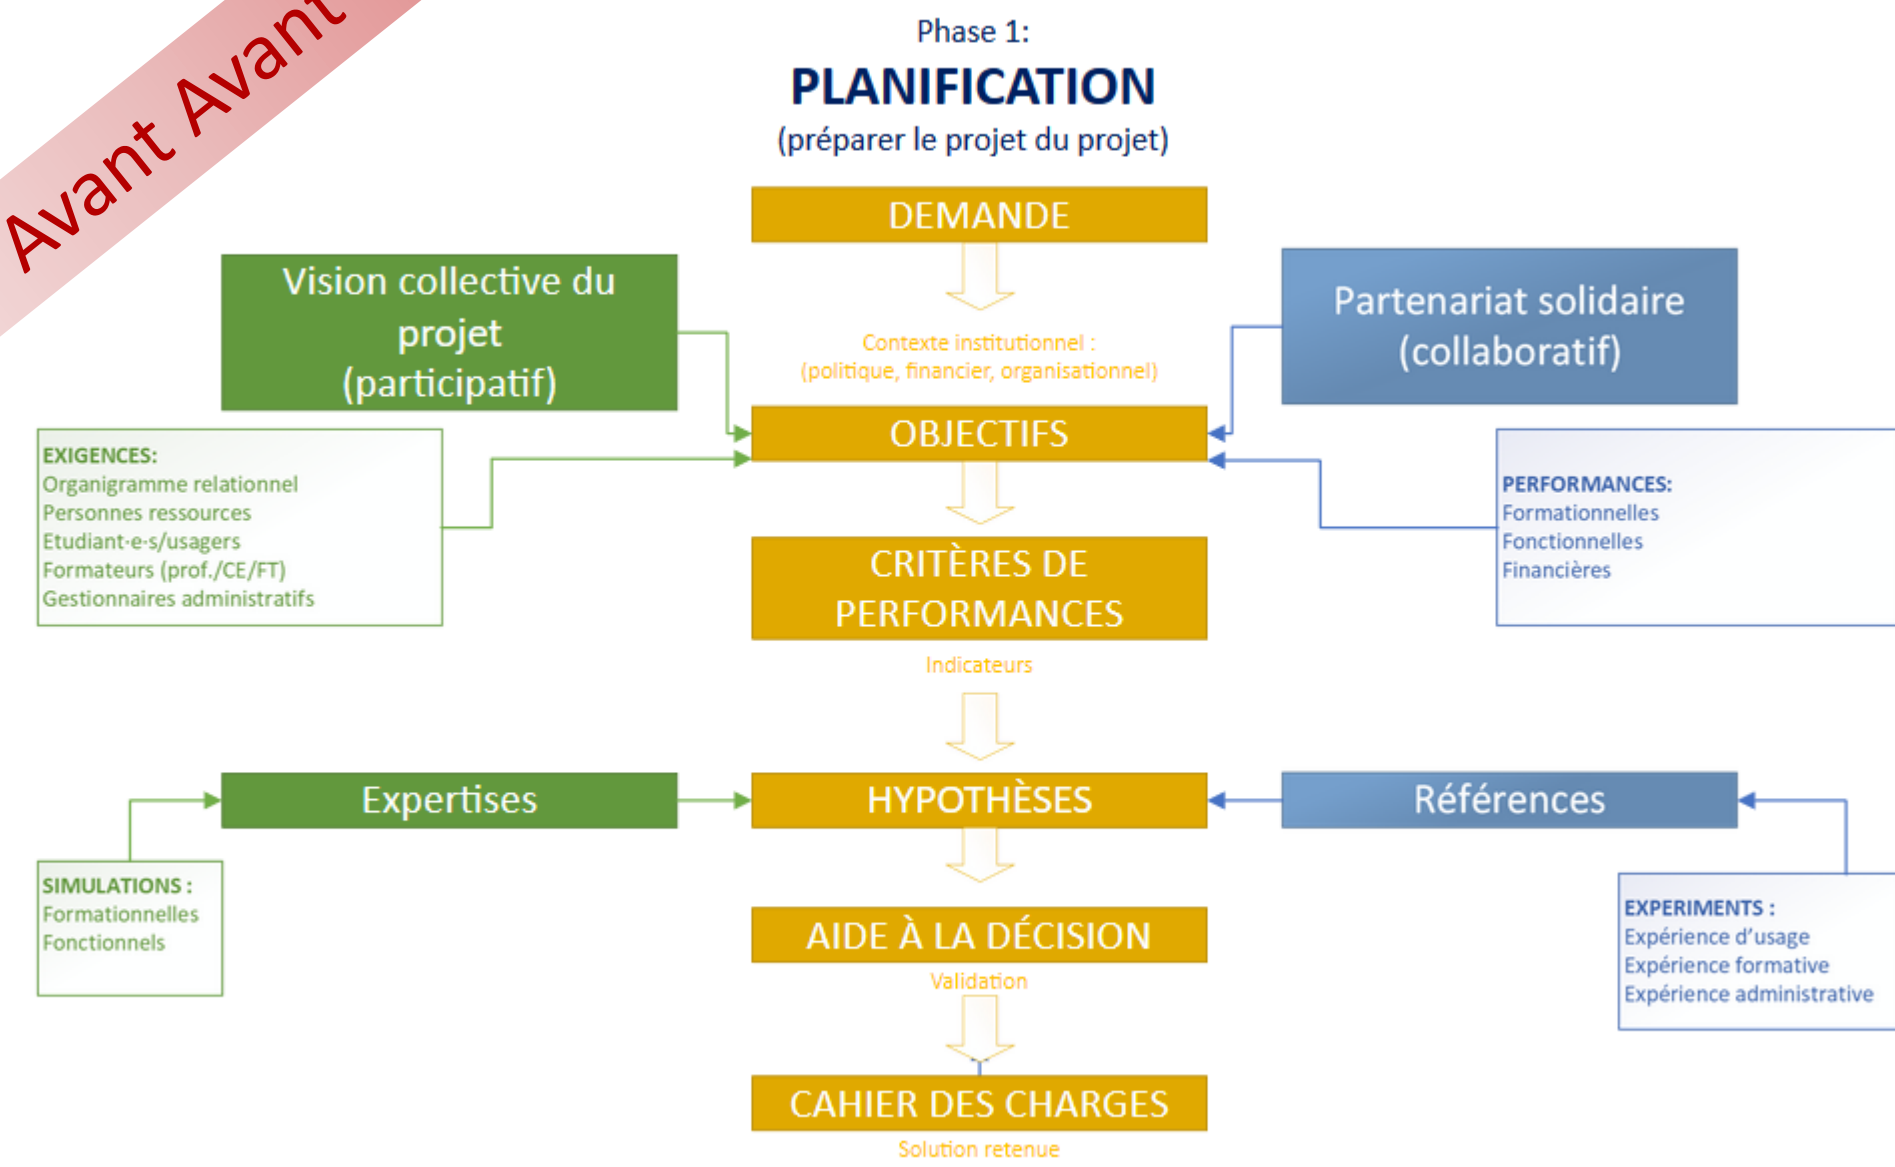 Avant Avant
Phase 1:
PLANIFICATION
(préparer le projet du projet)
DEMANDE
Vision collective du
projet
(participatif)
Contexte institutionnel :
(politique, financier, organisationnel)
Partenariat solidaire
(collaboratif)
OBJECTIFS
EXIGENCES:
Organigramme relationnel
Personnes ressources
Etudiant·e·s/usagers
Formateurs (prof./CE/FT)
Gestionnaires administratifs
PERFORMANCES:
Formationnelles
Fonctionnelles
Financières
CRITÈRES DE
PERFORMANCES
Indicateurs
Expertises
HYPOTHÈSES
Références
SIMULATIONS :
Formationnelles
Fonctionnels
AIDE À LA DÉCISION
Validation
EXPERIMENTS :
Expérience d’usage
Expérience formative
Expérience administrative
CAHIER DES CHARGES
Solution retenue